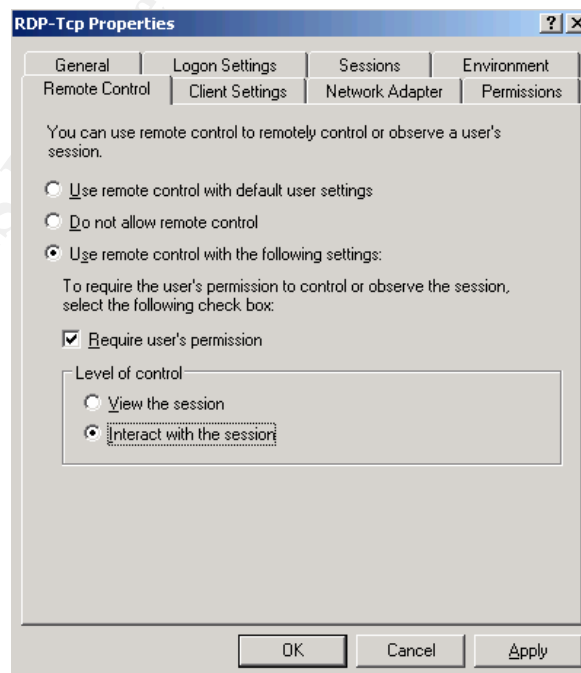 RDP-Tcp Properties
General Logon Settings Sessions Environment
Remote Control Client Settings Network Adapter Permissions
You can use remote control to remotely control or observe a user's
session.
Use remote control with default user settings
Do not allow remote control
Use remote control with the following settings:
To require the user's permission to control or observe the session,
select the following check box:
Require user's permission
Level of control
View the session
Interact with the session
OK Cancel Apply